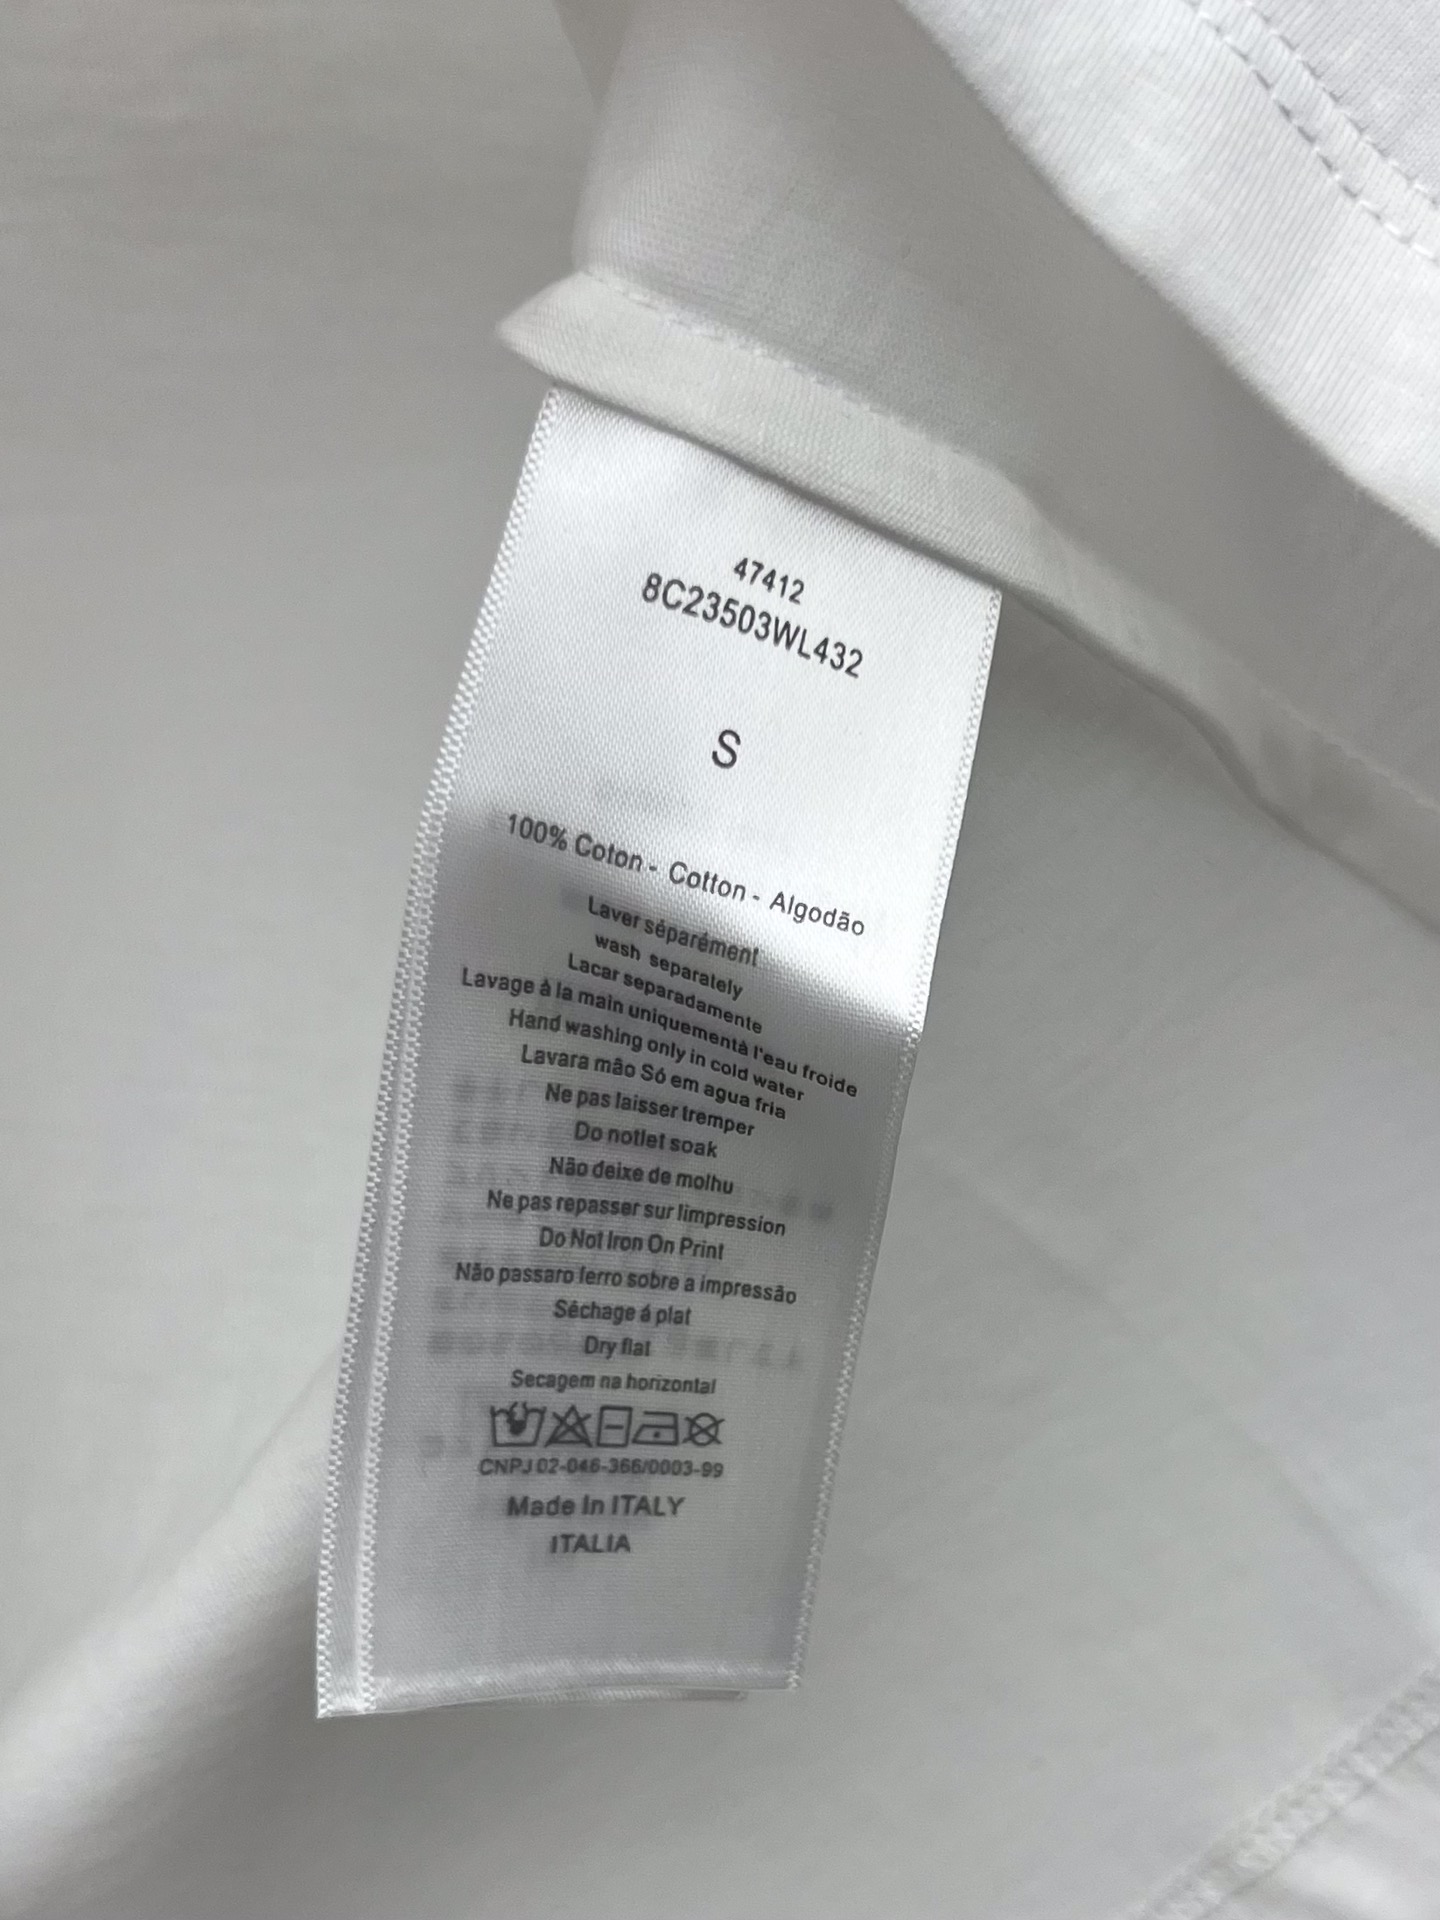 47412
8C23503WL432
S
100% Coton - Cotton - Algodão
Laver séparément
wash separately
Lacar separadamente
Lavage à la main uniquementà l'eau froide
Hand washing only in cold water
Lavara mão Só em agua fria
Ne pas laisser tremper
Do notlet soak
Não deixe de molhu
Ne pas repasser sur limpression
Do Not Iron On Print
Não passaro ferro sobre a impressão
Séchage á plat
Dry flat
Secagem na horizontal
CNPJ 02-046-366/0003-99
Made In ITALY
ITALIA